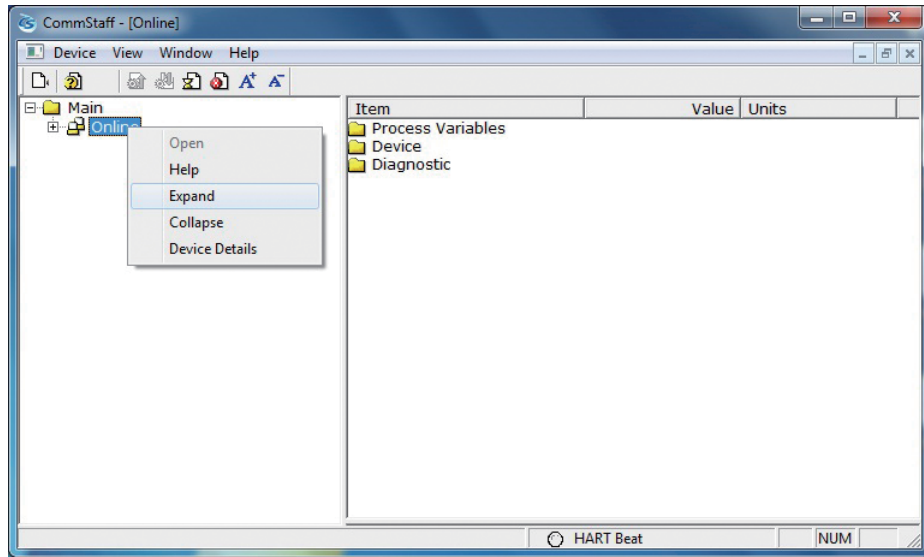 CommStaff - [Online]
Device View Window Help
A+ A-
Main
Item Value Units
Online
Process Variables
Open
Device
Help
Diagnostic
Expand
Collapse
Device Details
HART Beat NUM